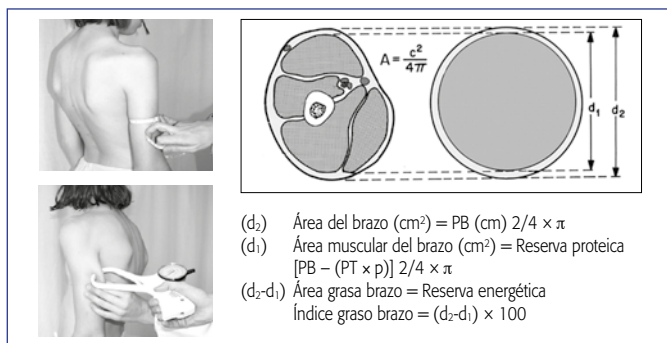 A = c²/4π
d₁
d₂
(d₂) Área del brazo (cm²) = PB (cm) 2/4 × π
(d₁) Área muscular del brazo (cm²) = Reserva proteica
[PB – (PT × p)] 2/4 × π
(d₂-d₁) Área grasa brazo = Reserva energética
Índice graso brazo = (d₂-d₁) × 100